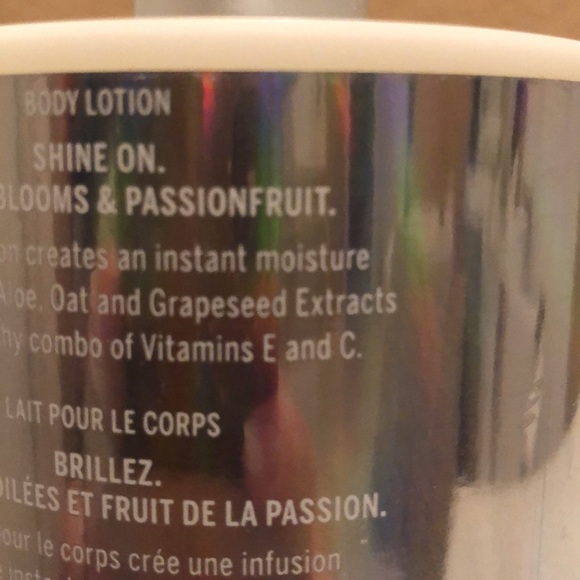 BODY LOTION
SHINE ON.
BLOOMS & PASSIONFRUIT.
creates an instant moisture
Aloe, Oat and Grapeseed Extracts
combo of Vitamins E and C.
LAIT POUR LE CORPS
BRILLEZ.
ET FRUIT DE LA PASSION.
pour le corps crée une infusion